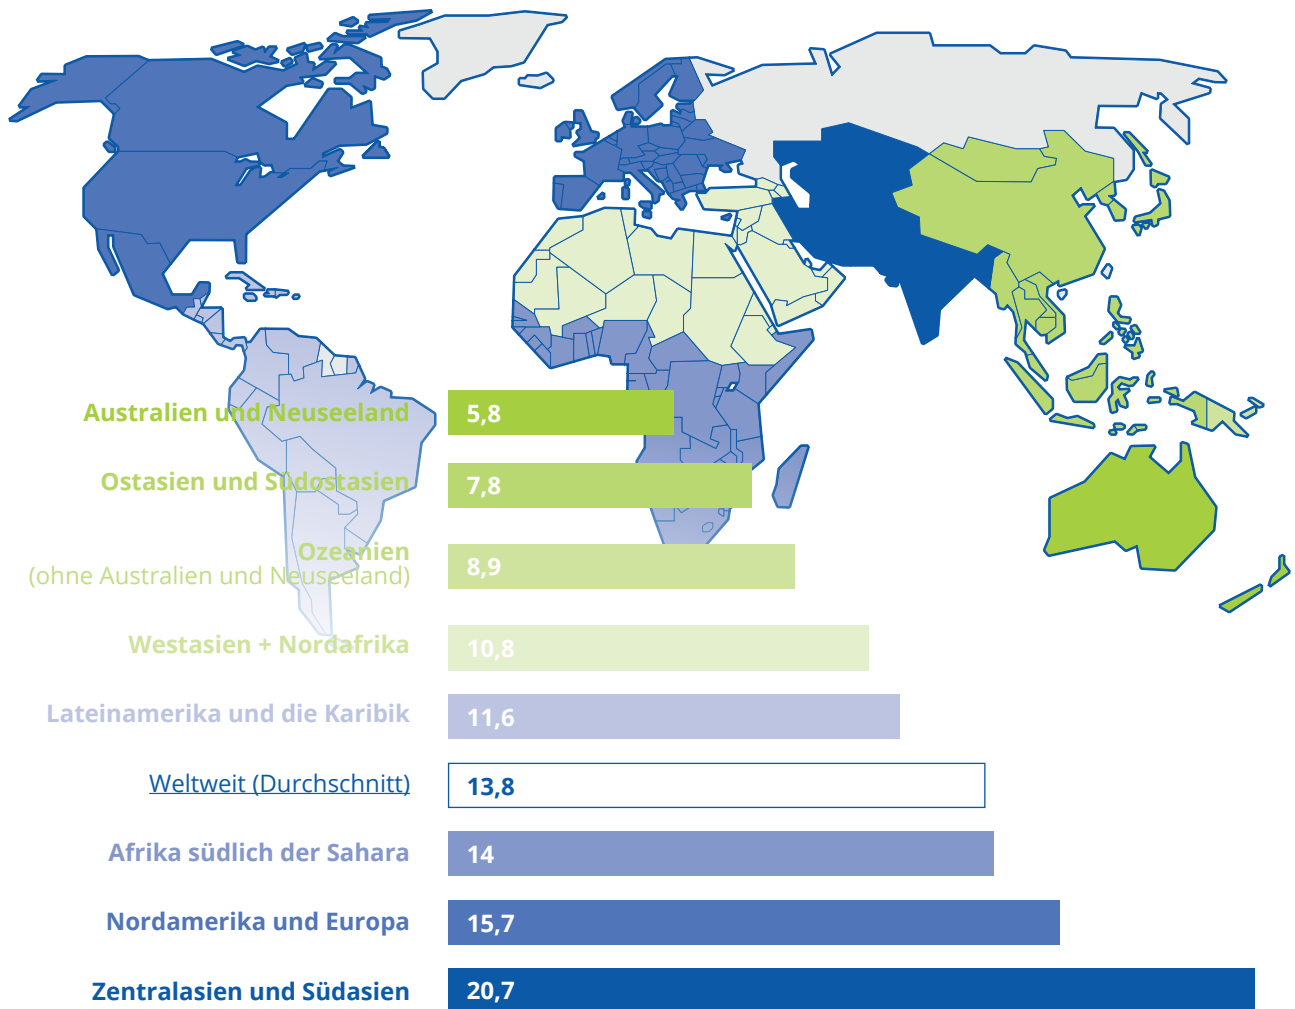 Australien und Neuseeland 5,8
Ostasien und Südostasien 7,8
Ozeanien
(ohne Australien und Neuseeland) 8,9
Westasien + Nordafrika 10,8
Lateinamerika und die Karibik 11,6
Weltweit (Durchschnitt) 13,8
Afrika südlich der Sahara 14
Nordamerika und Europa 15,7
Zentralasien und Südasien 20,7